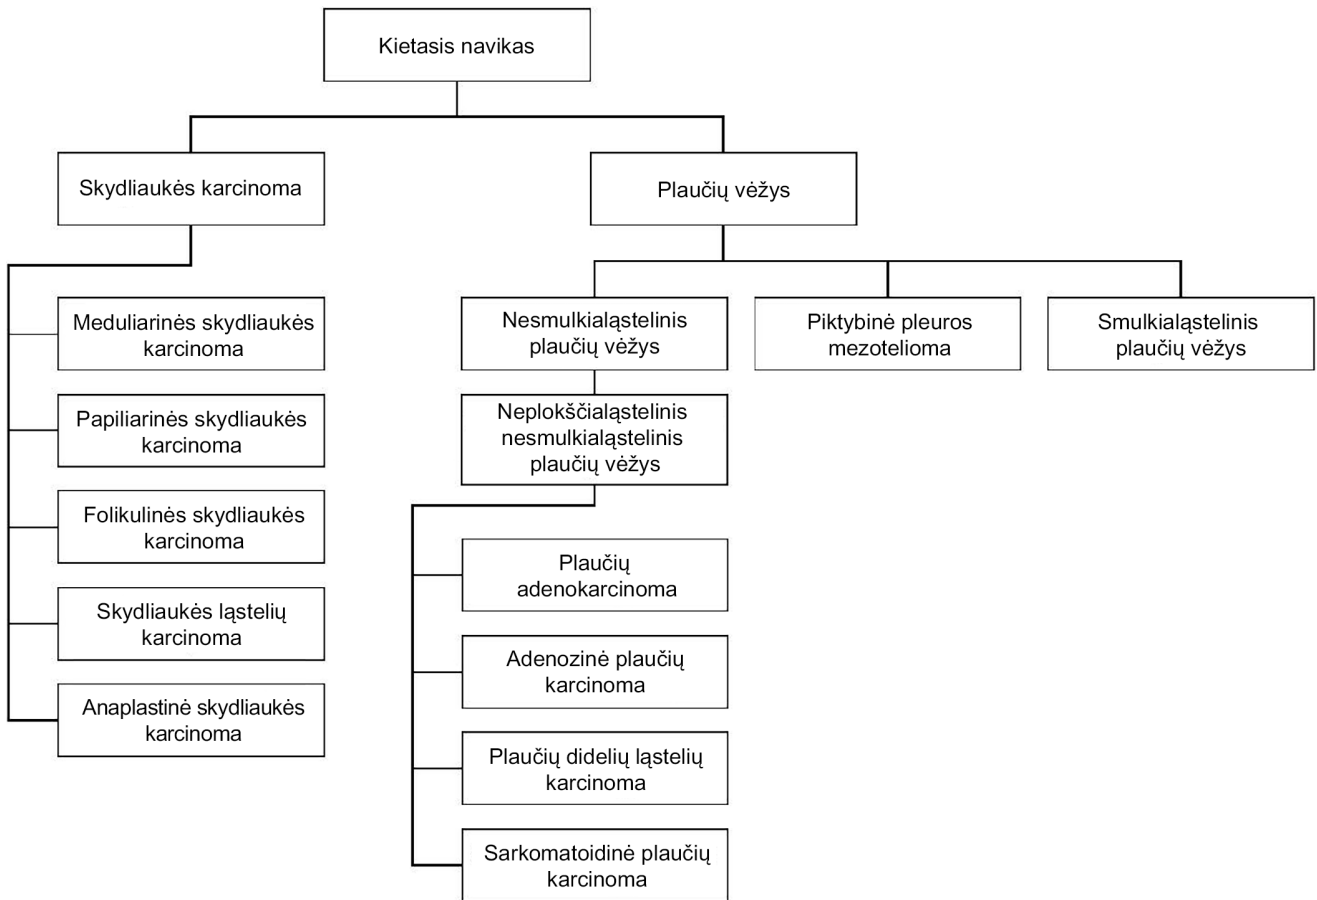 Kietasis navikas
Skydliaukės karcinoma
Plaučių vėžys
Meduliarinės skydliaukės
karcinoma
Papiliarinės skydliaukės
karcinoma
Folikulinės skydliaukės
karcinoma
Skydliaukės ląstelių
karcinoma
Anaplastinė skydliaukės
karcinoma
Nesmulkialąstelinis
plaučių vėžys
Piktybinė pleuros
mezotelioma
Smulkialąstelinis
plaučių vėžys
Neplokščialąstelinis
nesmulkialąstelinis
plaučių vėžys
Plaučių
adenokarcinoma
Adenozinė plaučių
karcinoma
Plaučių didelių ląstelių
karcinoma
Sarkomatoidinė plaučių
karcinoma